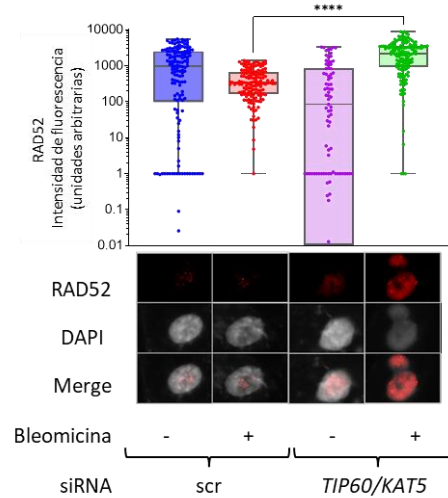 ****
RAD52
Intensidad de fluorescencia
(unidades arbitrarias)
10000
1000
100
10
1
0.1
0.01
RAD52
DAPI
Merge
Bleomicina - + - +
siRNA scr TIP60/KAT5